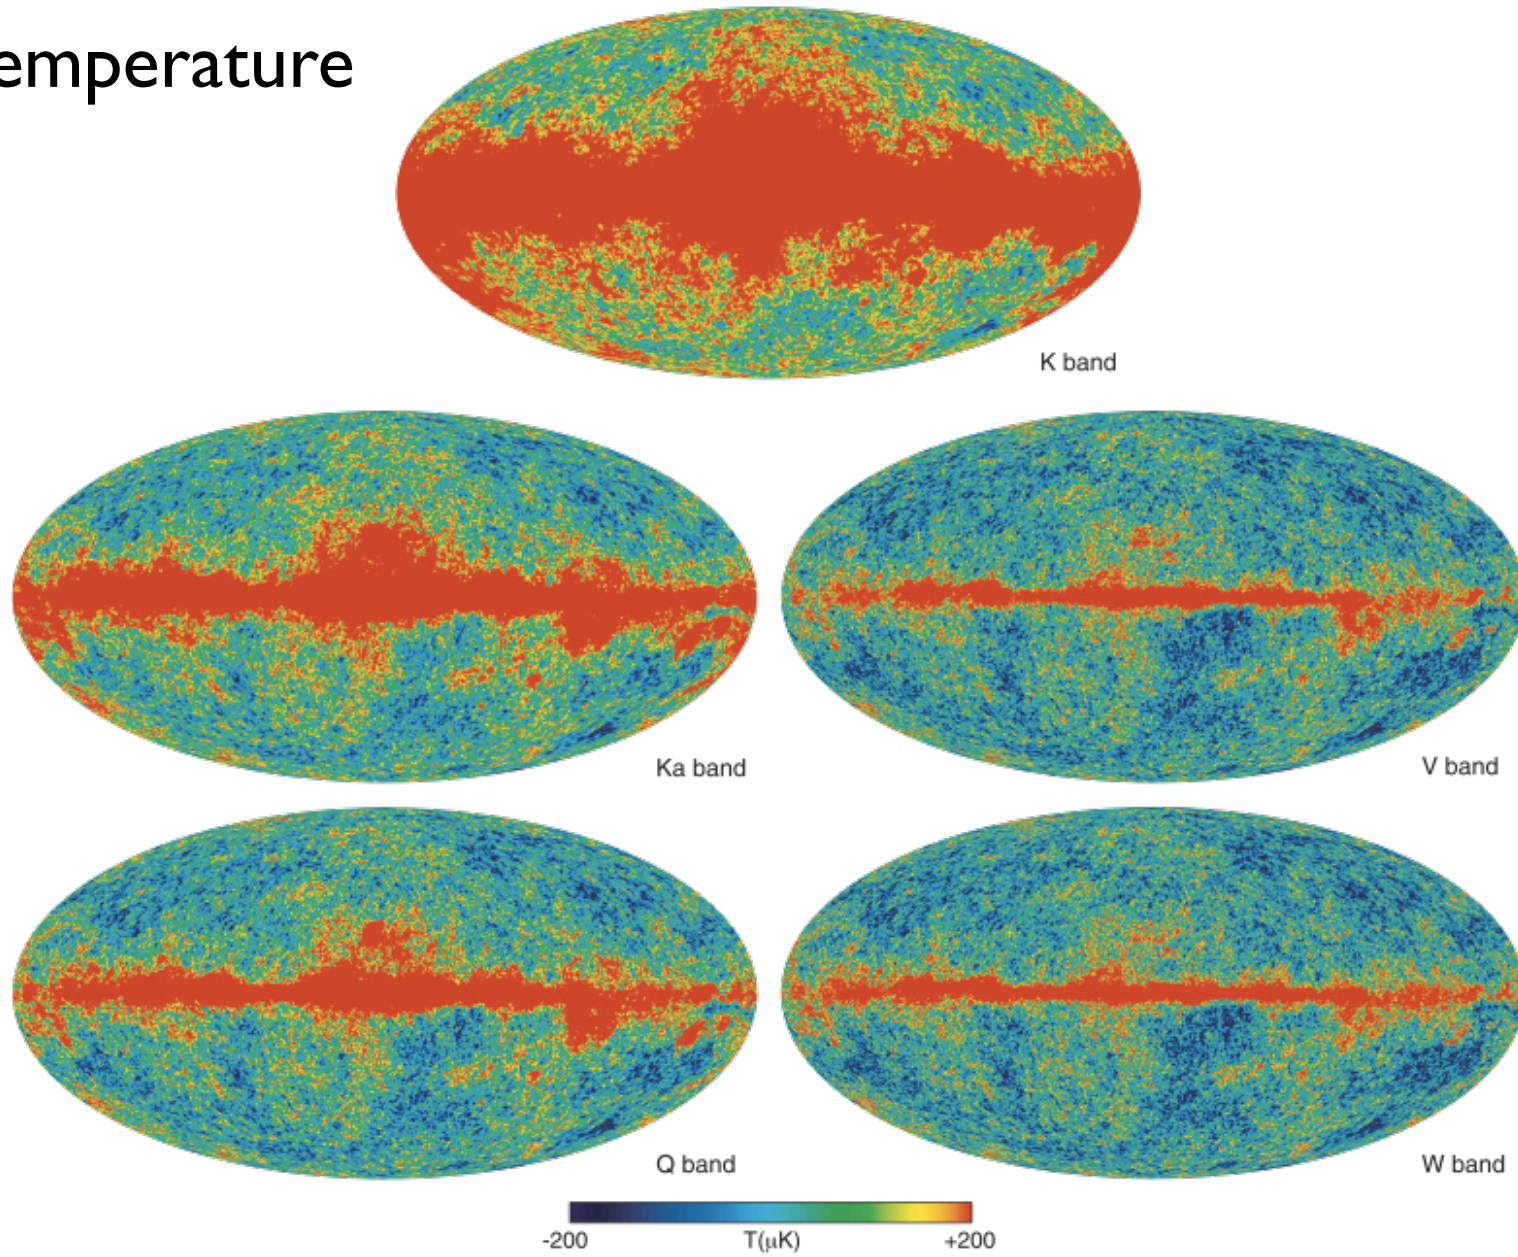 emperature
K band
Ka band
V band
Q band
W band
-200 T(μK) +200